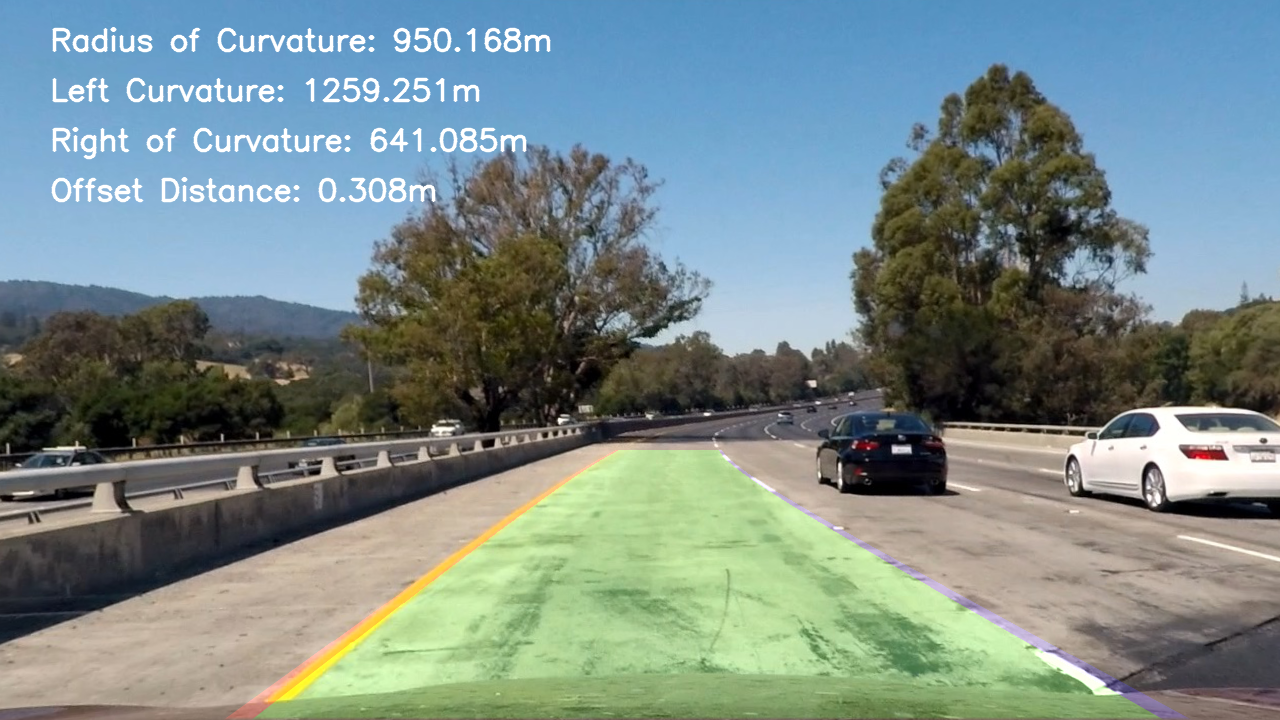 Radius of Curvature: 950.168m
Left Curvature: 1259.251m
Right of Curvature: 641.085m
Offset Distance: 0.308m